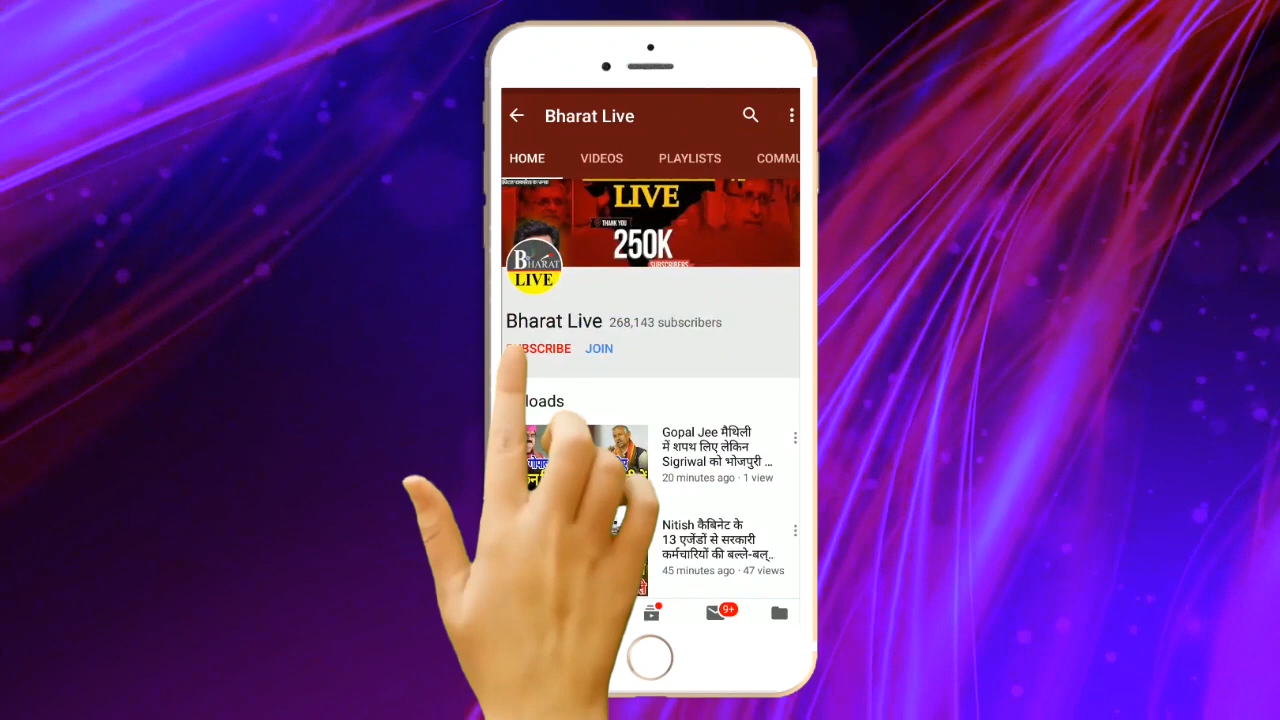 Bharat Live
HOME VIDEOS PLAYLISTS COMMU
LIVE
THANK YOU
250K
SUBSCRIBERS
BHARAT
LIVE
Bharat Live 268,143 subscribers
SUBSCRIBE JOIN
loads
Gopal Jee मैथिली
में शपथ लिए लेकिन
Sigriwal को भोजपुरी ...
20 minutes ago · 1 view
Nitish कैबिनेट के
13 एजेंडों से सरकारी
कर्मचारियों की बल्ले-बल्..
45 minutes ago · 47 views
9+